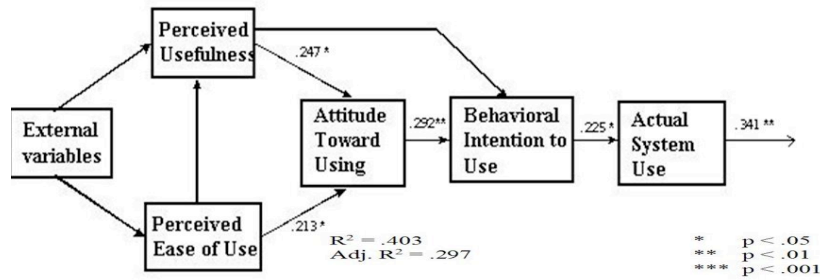 Perceived
Usefulness
.247 *
External
variables
Attitude
Toward
Using
.292**
Behavioral
Intention to
Use
.225 *
Actual
System
Use
.341 **
Perceived
Ease of Use
.213 *
R² = .403
Adj. R² = .297
* p < .05
** p < .01
*** p < .001